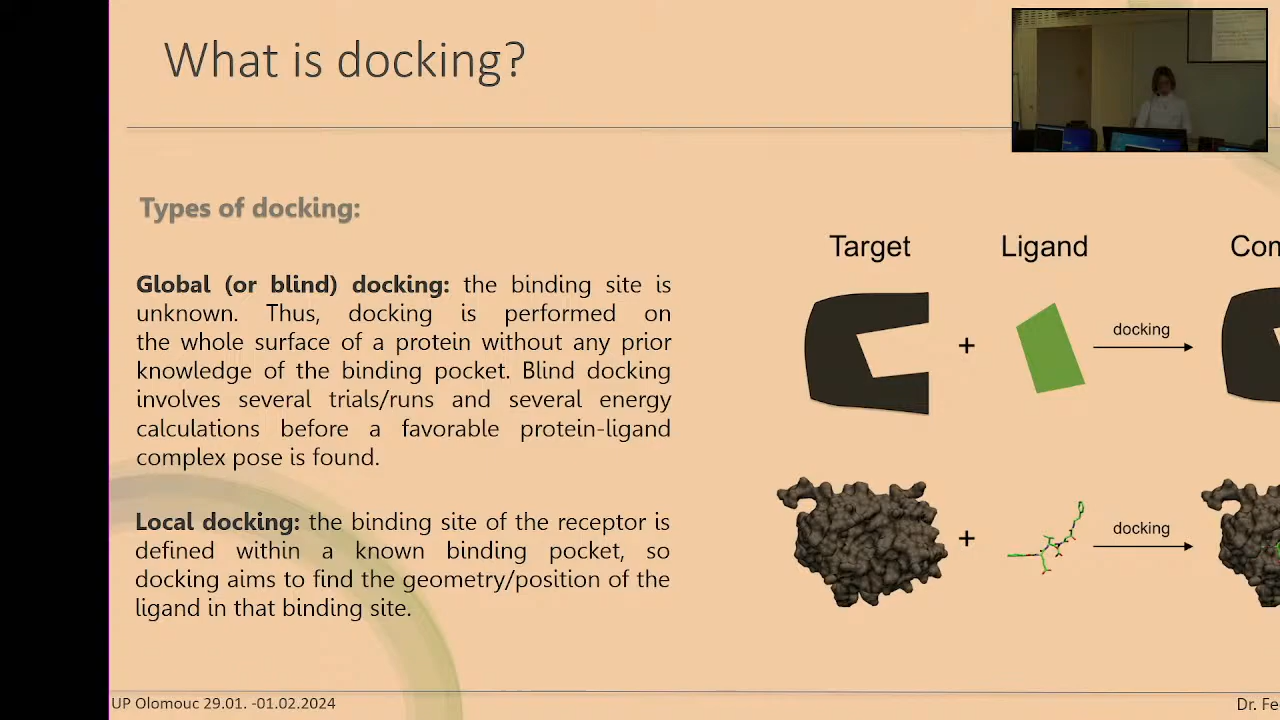 What is docking?
Types of docking:
Global (or blind) docking: the binding site is
unknown. Thus, docking is performed on
the whole surface of a protein without any prior
knowledge of the binding pocket. Blind docking
involves several trials/runs and several energy
calculations before a favorable protein-ligand
complex pose is found.
Local docking: the binding site of the receptor is
defined within a known binding pocket, so
docking aims to find the geometry/position of the
ligand in that binding site.
Target
Ligand
Com
+
docking
+
docking
UP Olomouc 29.01. -01.02.2024
Dr. Fe